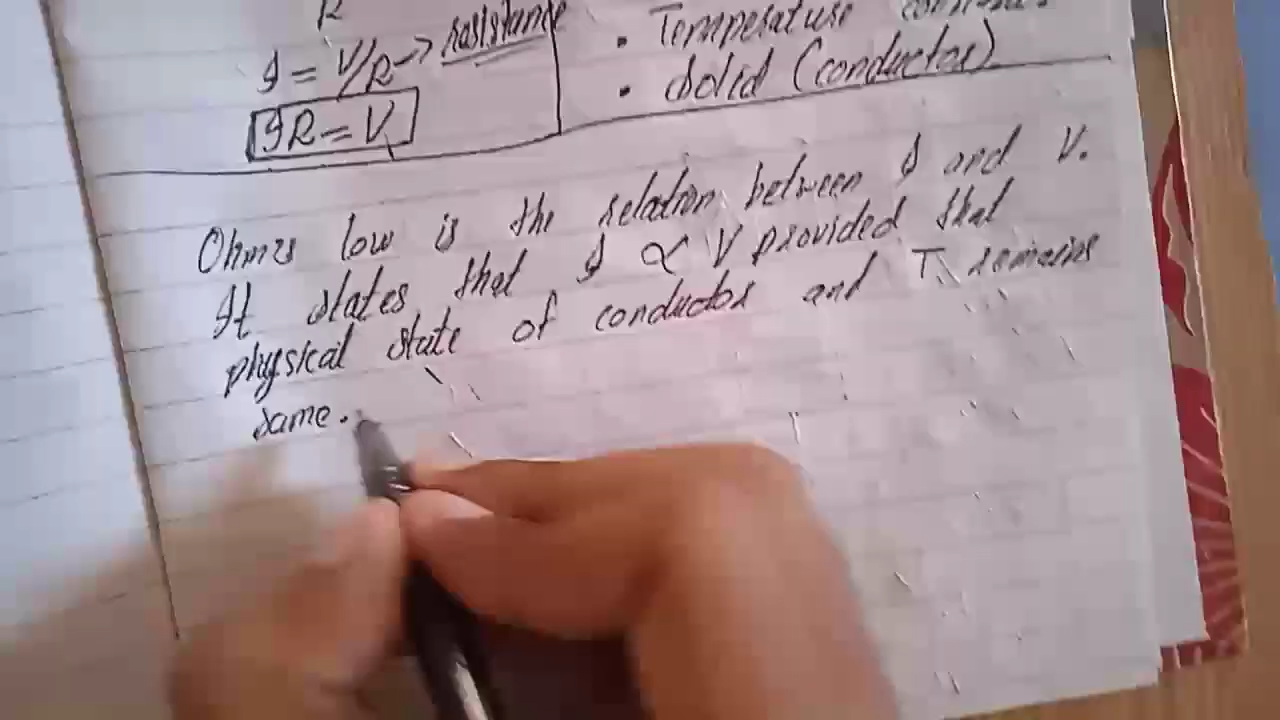 R
I = V/R → resistance
IR = V
• Temperature
• Solid (conductor)
Ohms low is the relation between I and V.
It states that I ∝ V provided that
physical state of conductor and T remains
same.